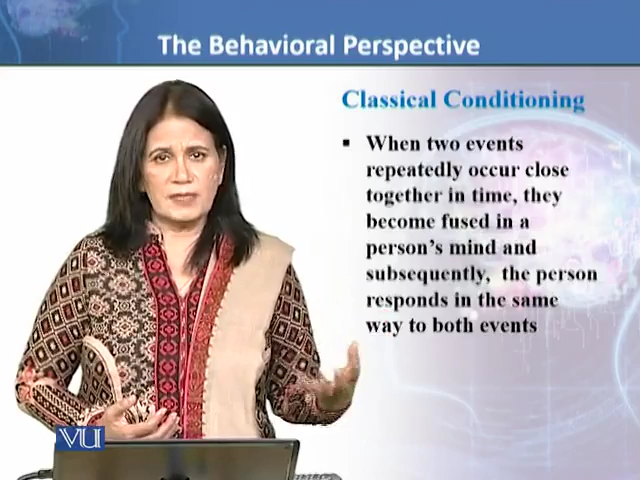 The Behavioral Perspective
Classical Conditioning
▪ When two events
repeatedly occur close
together in time, they
become fused in a
person's mind and
subsequently, the person
responds in the same
way to both events
VU